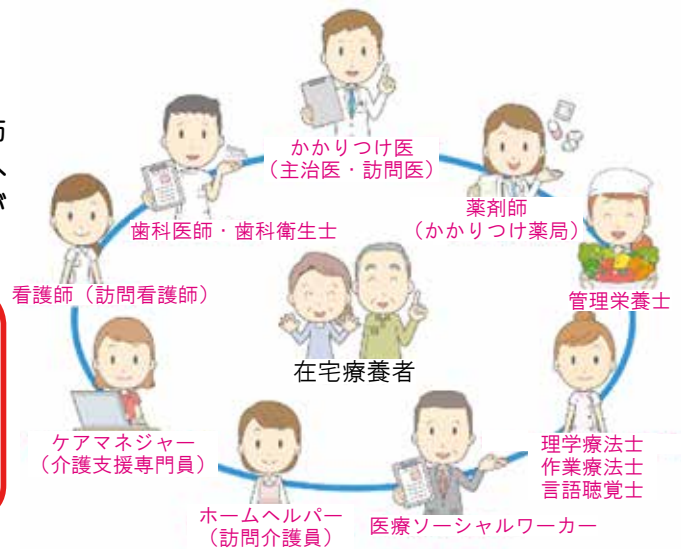 かかりつけ医
(主治医・訪問医)
歯科医師・歯科衛生士
薬剤師
(かかりつけ薬局)
看護師(訪問看護師)
管理栄養士
在宅療養者
ケアマネジャー
(介護支援専門員)
理学療法士
作業療法士
言語聴覚士
ホームヘルパー
(訪問介護員)
医療ソーシャルワーカー